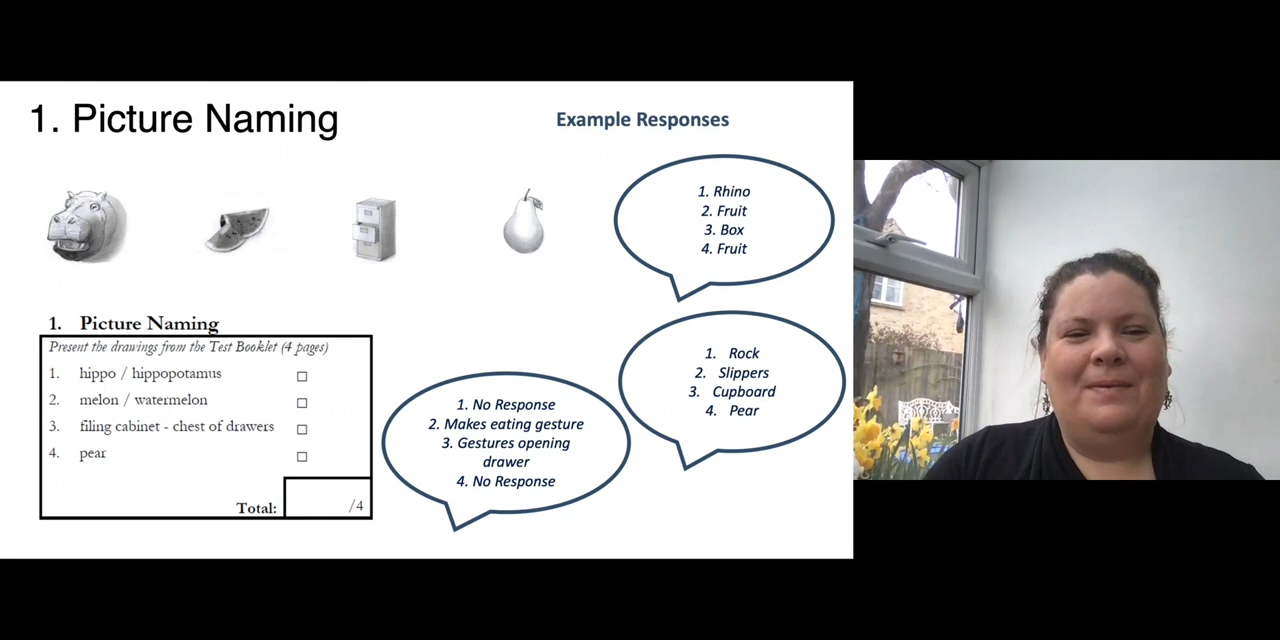 1. Picture Naming
Example Responses
1. Rhino
2. Fruit
3. Box
4. Fruit
1. Picture Naming
Present the drawings from the Test Booklet (4 pages)
1. hippo / hippopotamus
2. melon / watermelon
3. filing cabinet - chest of drawers
4. pear
Total: /4
1. No Response
2. Makes eating gesture
3. Gestures opening
drawer
4. No Response
1. Rock
2. Slippers
3. Cupboard
4. Pear